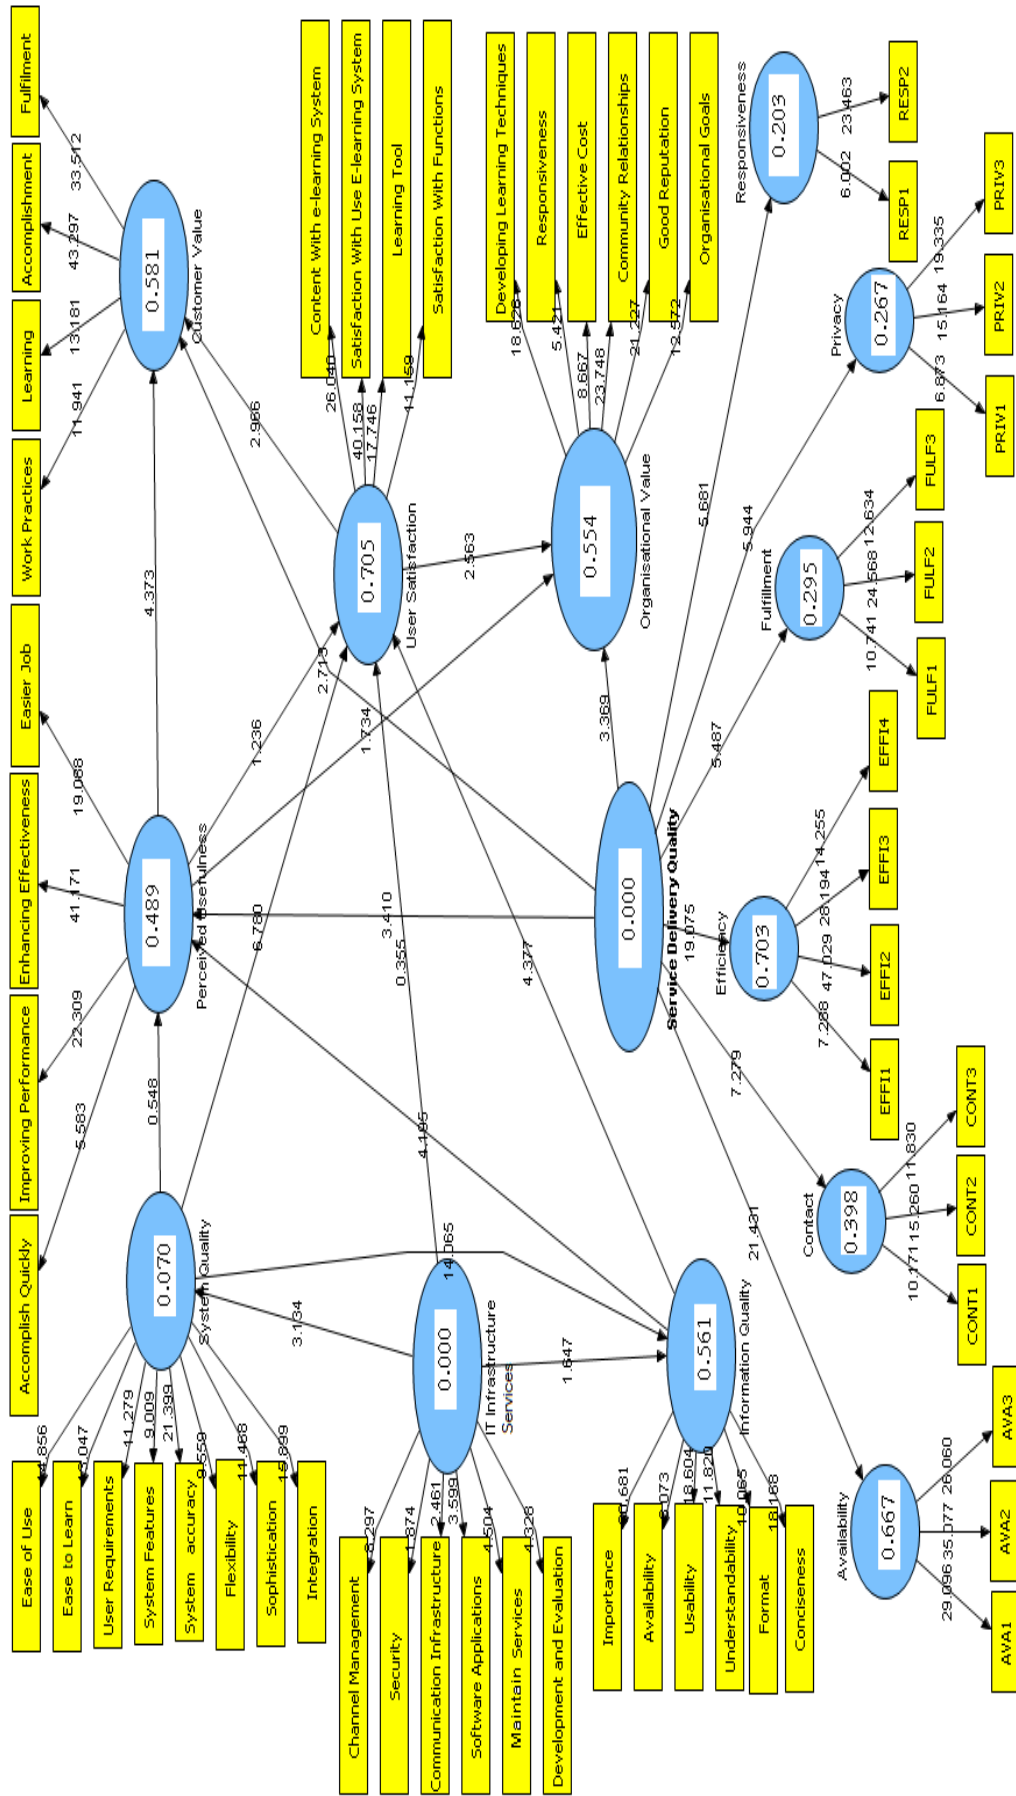 Accomplish Quickly
Improving Performance
Enhancing Effectiveness
Easier Job
Work Practices
Learning
Accomplishment
Fulfilment
5.583
22.309
41.171
19.068
11.941
13.181
43.297
33.512
0.070
System Quality
0.548
0.489
Perceived Usefulness
4.373
0.581
Customer Value
Ease of Use
Ease to Learn
User Requirements
System Features
System accuracy
Flexibility
Sophistication
Integration
11.279
9.009
21.399
9.559
11.468
15.899
3.134
14.065
6.780
1.236
2.966
2.713
1.734
Content With e-learning System
Satisfaction With Use E-learning System
Learning Tool
Satisfaction With Functions
26.040
40.158
17.746
11.159
0.705
User Satisfaction
2.563
Channel Management
Security
Communication Infrastructure
Software Applications
Maintain Services
Development and Evaluation
8.297
1.874
2.461
3.599
4.504
4.328
0.000
IT Infrastructure
Services
1.647
0.355
3.410
4.195
4.377
Developing Learning Techniques
Responsiveness
Effective Cost
Community Relationships
Good Reputation
Organisational Goals
18.626
5.421
8.667
23.748
21.227
12.572
0.554
Organisational Value
3.369
Importance
Availability
Usability
Understandability
Format
Conciseness
18.604
11.820
10.065
18.168
0.561
Information Quality
0.000
Service Delivery Quality
21.431
7.279
19.075
5.487
5.944
5.681
Availability
0.667
29.096
35.077
26.060
AVA1
AVA2
AVA3
Contact
0.398
10.171
15.260
11.830
CONT1
CONT2
CONT3
Efficiency
0.703
7.288
47.029
28.194
14.255
EFFI1
EFFI2
EFFI3
EFFI4
Fulfillment
0.295
10.741
24.568
12.634
FULF1
FULF2
FULF3
Privacy
0.267
6.873
15.164
19.335
PRIV1
PRIV2
PRIV3
Responsiveness
0.203
6.002
23.463
RESP1
RESP2